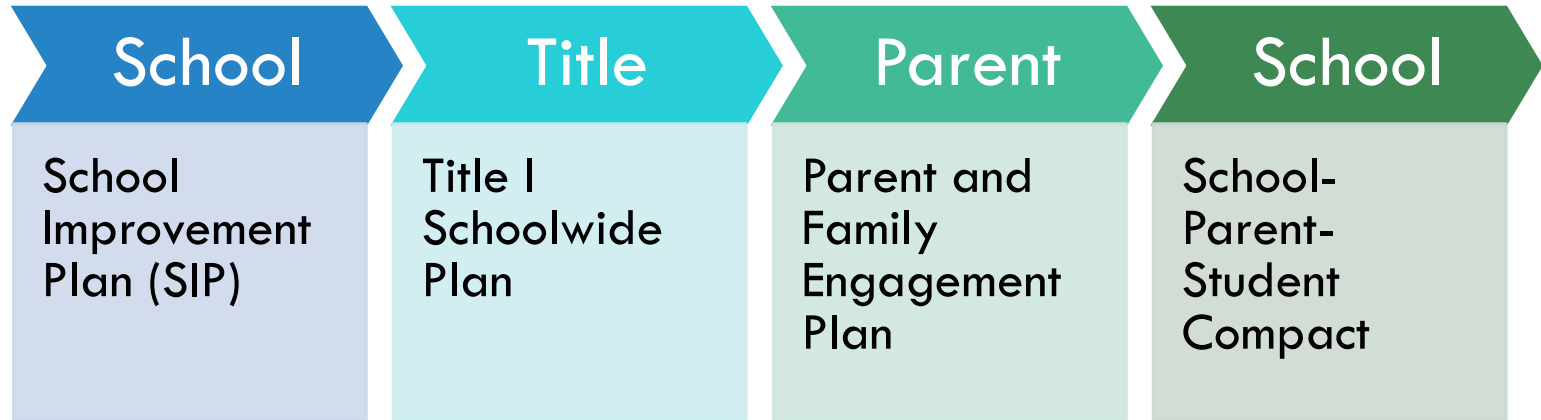 School
School
Improvement
Plan (SIP)
Title
Title I
Schoolwide
Plan
Parent
Parent and
Family
Engagement
Plan
School
School-
Parent-
Student
Compact